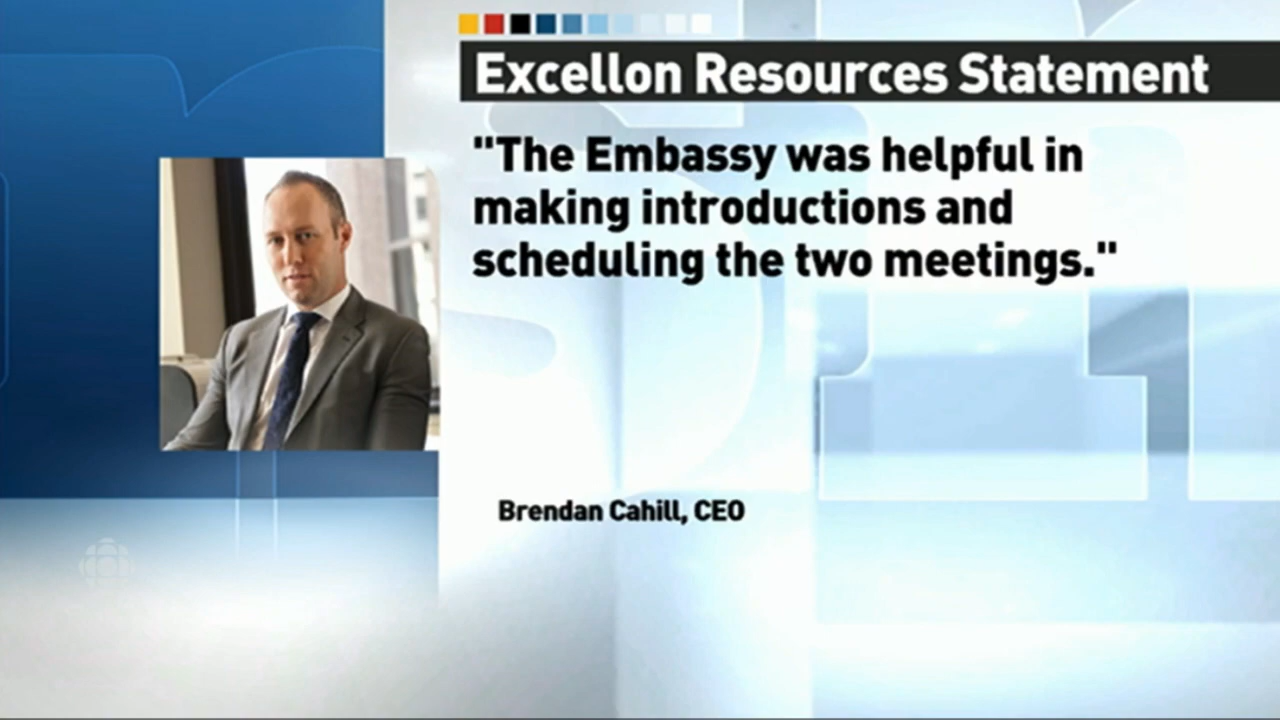 Excellon Resources Statement
"The Embassy was helpful in
making introductions and
scheduling the two meetings."
Brendan Cahill, CEO